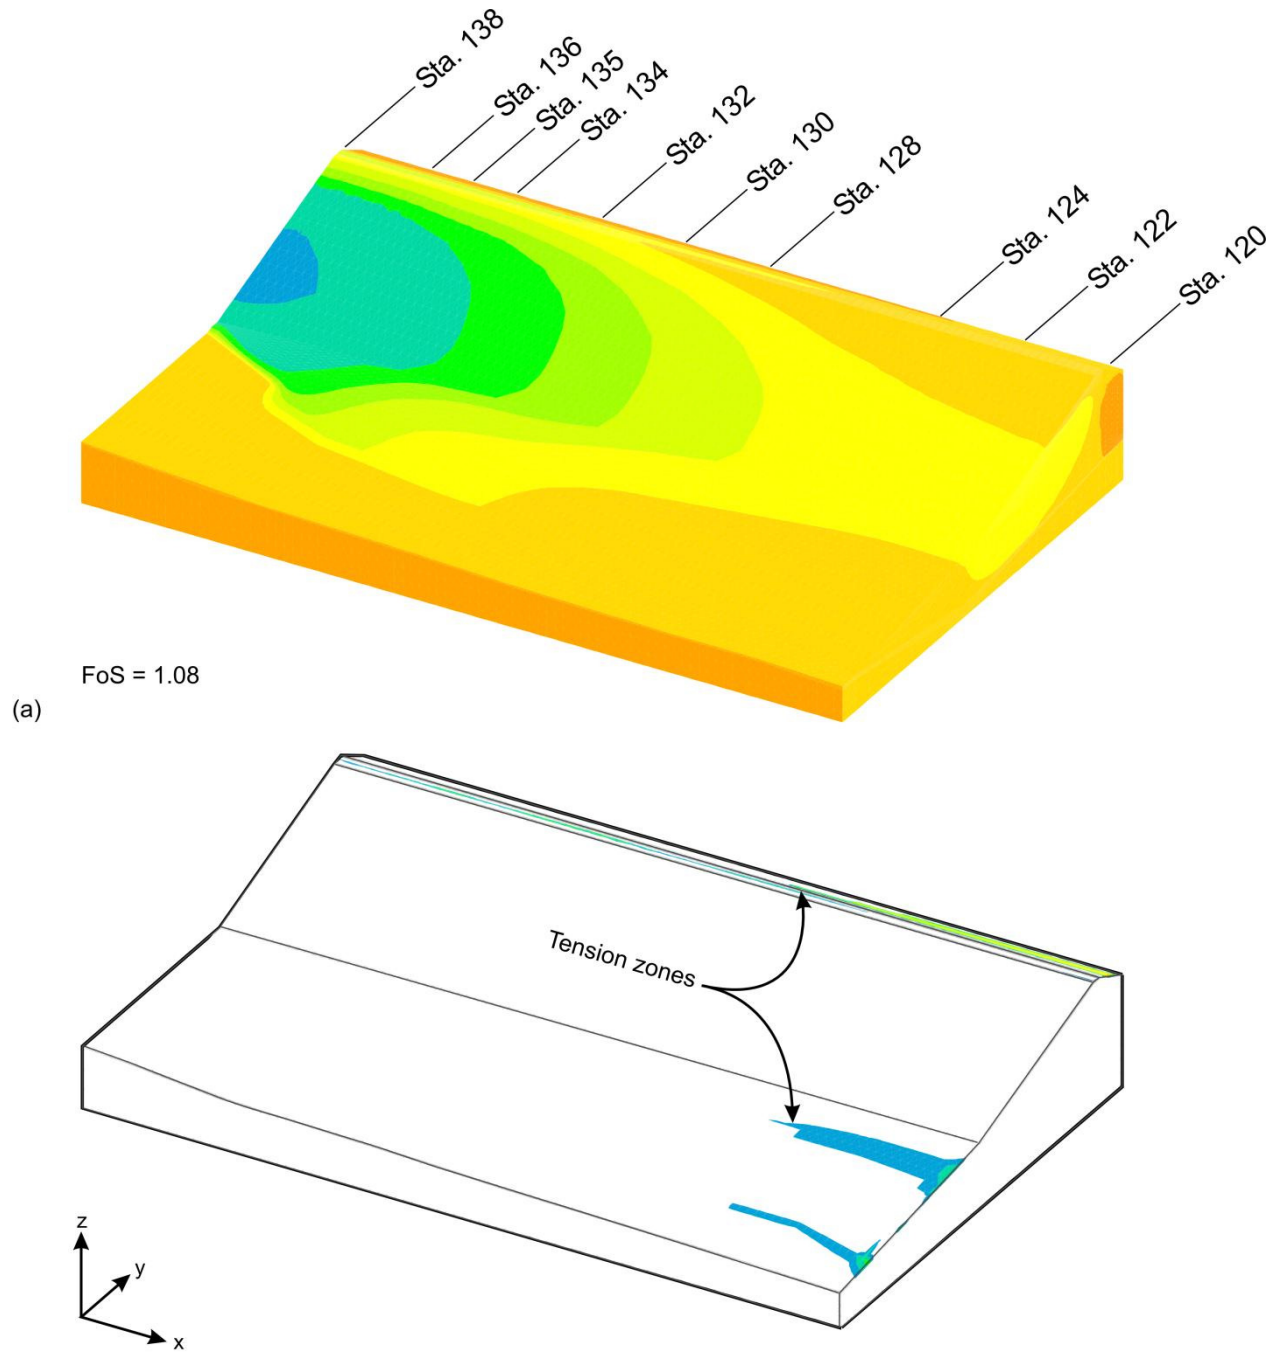 Sta. 138
Sta. 136
Sta. 135
Sta. 134
Sta. 132
Sta. 130
Sta. 128
Sta. 124
Sta. 122
Sta. 120
FoS = 1.08
(a)
Tension zones
z
y
x